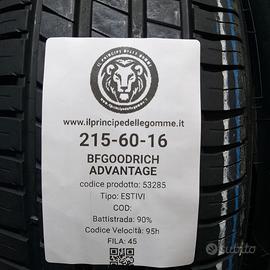 IL PRINCIPE DELLE GOMME
www.ilprincipedellegomme.it
215-60-16
BFGOODRICH
ADVANTAGE
codice prodotto: 53285
Tipo: ESTIVI
COD:
Battistrada: 90%
Codice Velocità: 95h
FILA: 45
subito